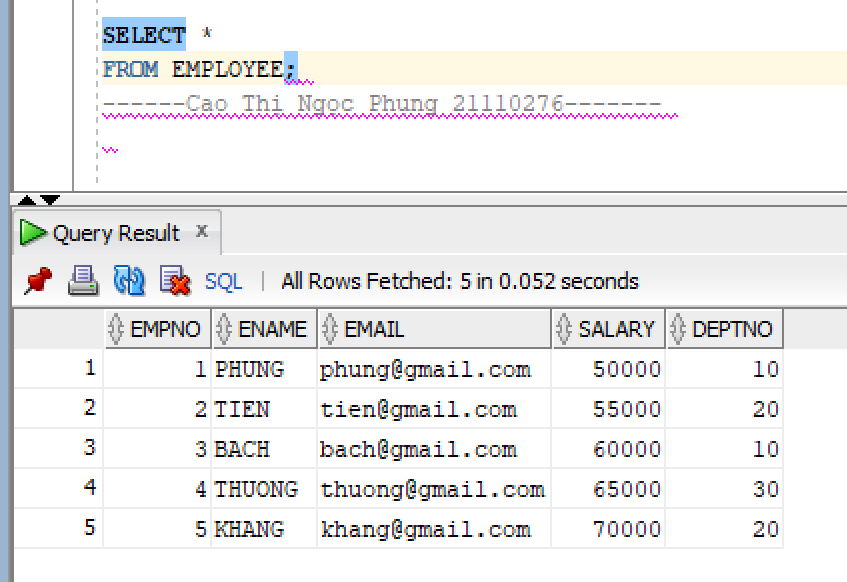 SELECT *
FROM EMPLOYEE;
------Cao Thi Ngoc Phung 21110276-------
Query Result x
SQL | All Rows Fetched: 5 in 0.052 seconds
EMPNO ENAME EMAIL SALARY DEPTNO
1 1 PHUNG phung@gmail.com 50000 10
2 2 TIEN tien@gmail.com 55000 20
3 3 BACH bach@gmail.com 60000 10
4 4 THUONG thuong@gmail.com 65000 30
5 5 KHANG khang@gmail.com 70000 20